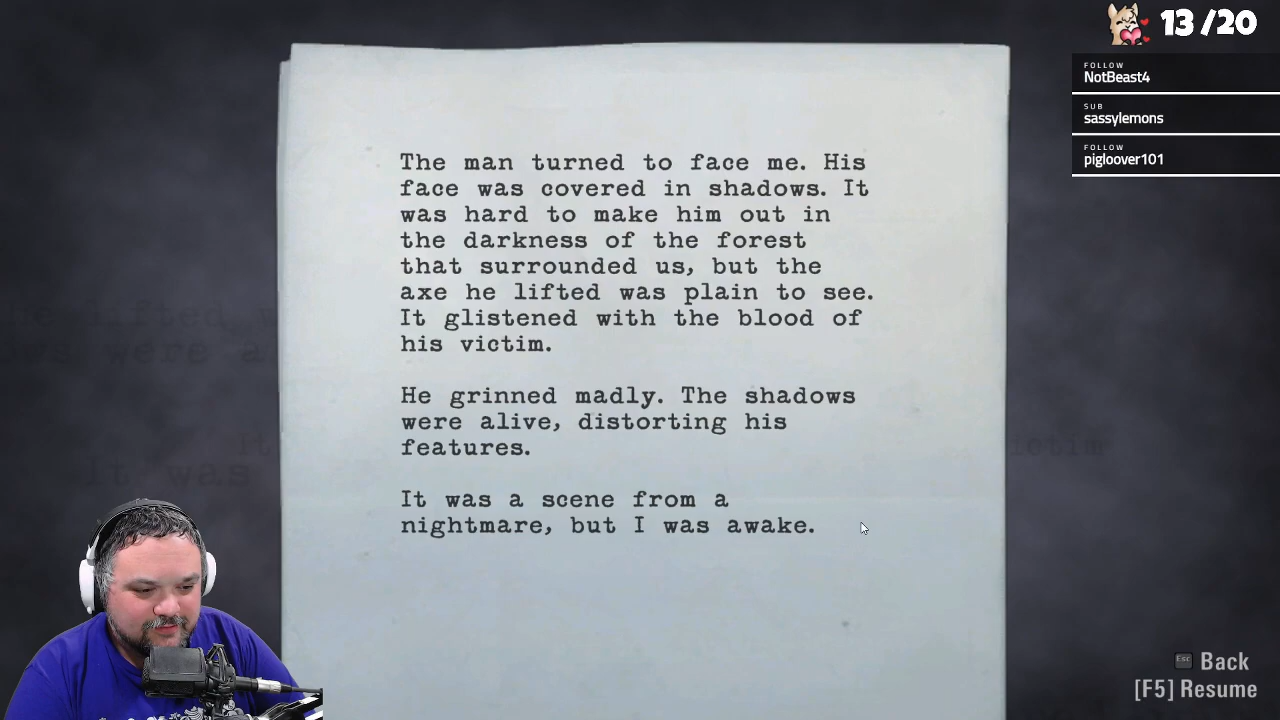 13 /20
FOLLOW
NotBeast4
SUB
sassylemons
FOLLOW
pigloover101
The man turned to face me. His
face was covered in shadows. It
was hard to make him out in
the darkness of the forest
that surrounded us, but the
axe he lifted was plain to see.
It glistened with the blood of
his victim.
He grinned madly. The shadows
were alive, distorting his
features.
It was a scene from a
nightmare, but I was awake.
Esc Back
[F5] Resume